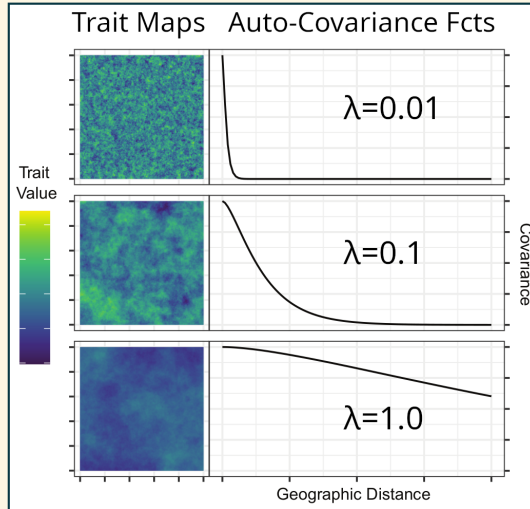 Trait Maps
Auto-Covariance Fcts
Trait
Value
λ=0.01
λ=0.1
λ=1.0
Covariance
Geographic Distance